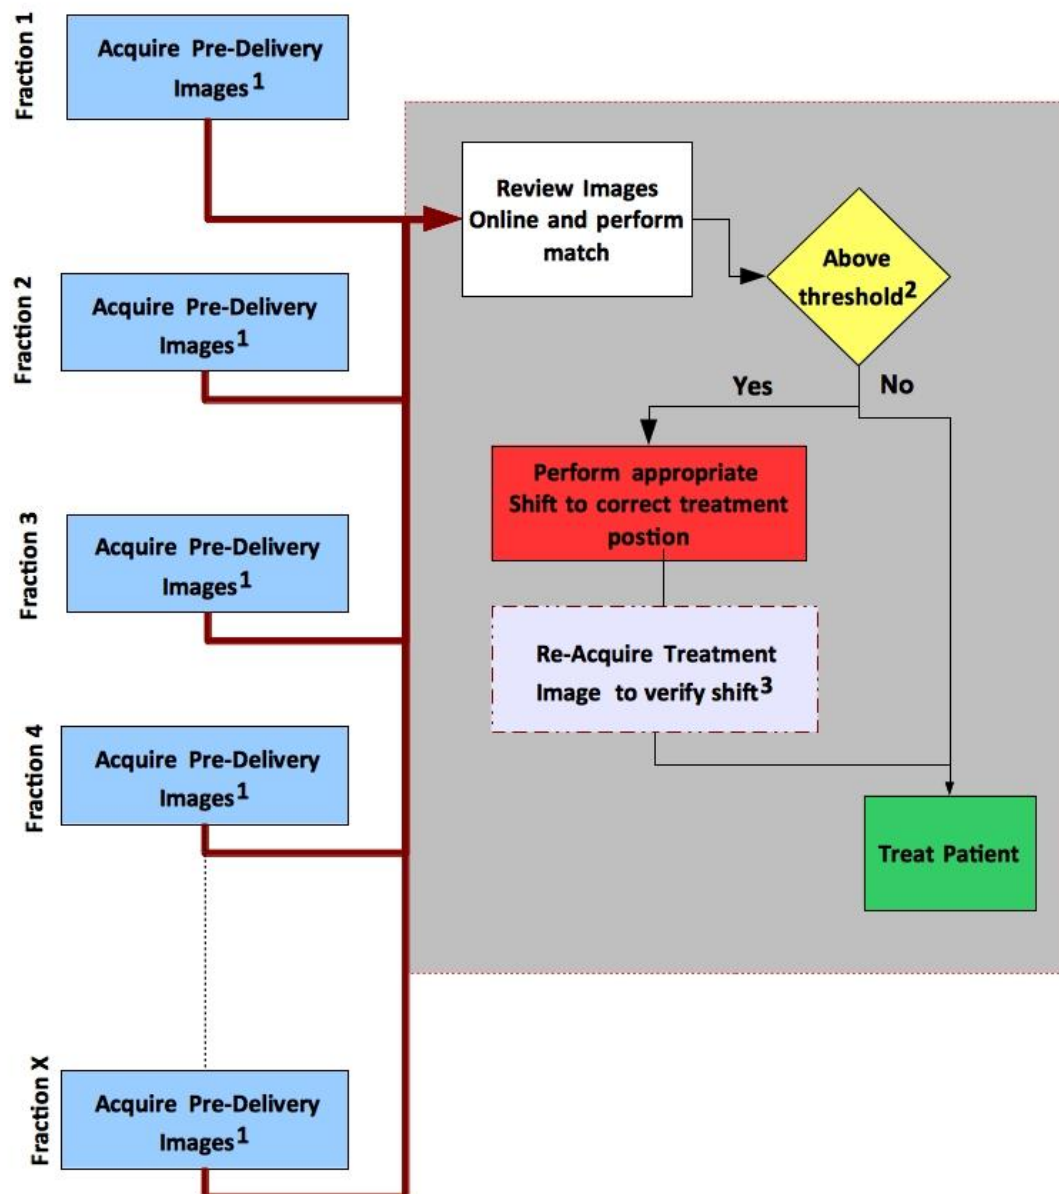 Fraction 1
Acquire Pre-Delivery
Images1
Review Images
Online and perform
match
Above
threshold2
Fraction 2
Acquire Pre-Delivery
Images1
Yes
No
Perform appropriate
Shift to correct treatment
postion
Fraction 3
Acquire Pre-Delivery
Images1
Re-Acquire Treatment
Image to verify shift3
Fraction 4
Acquire Pre-Delivery
Images1
Treat Patient
Fraction X
Acquire Pre-Delivery
Images1